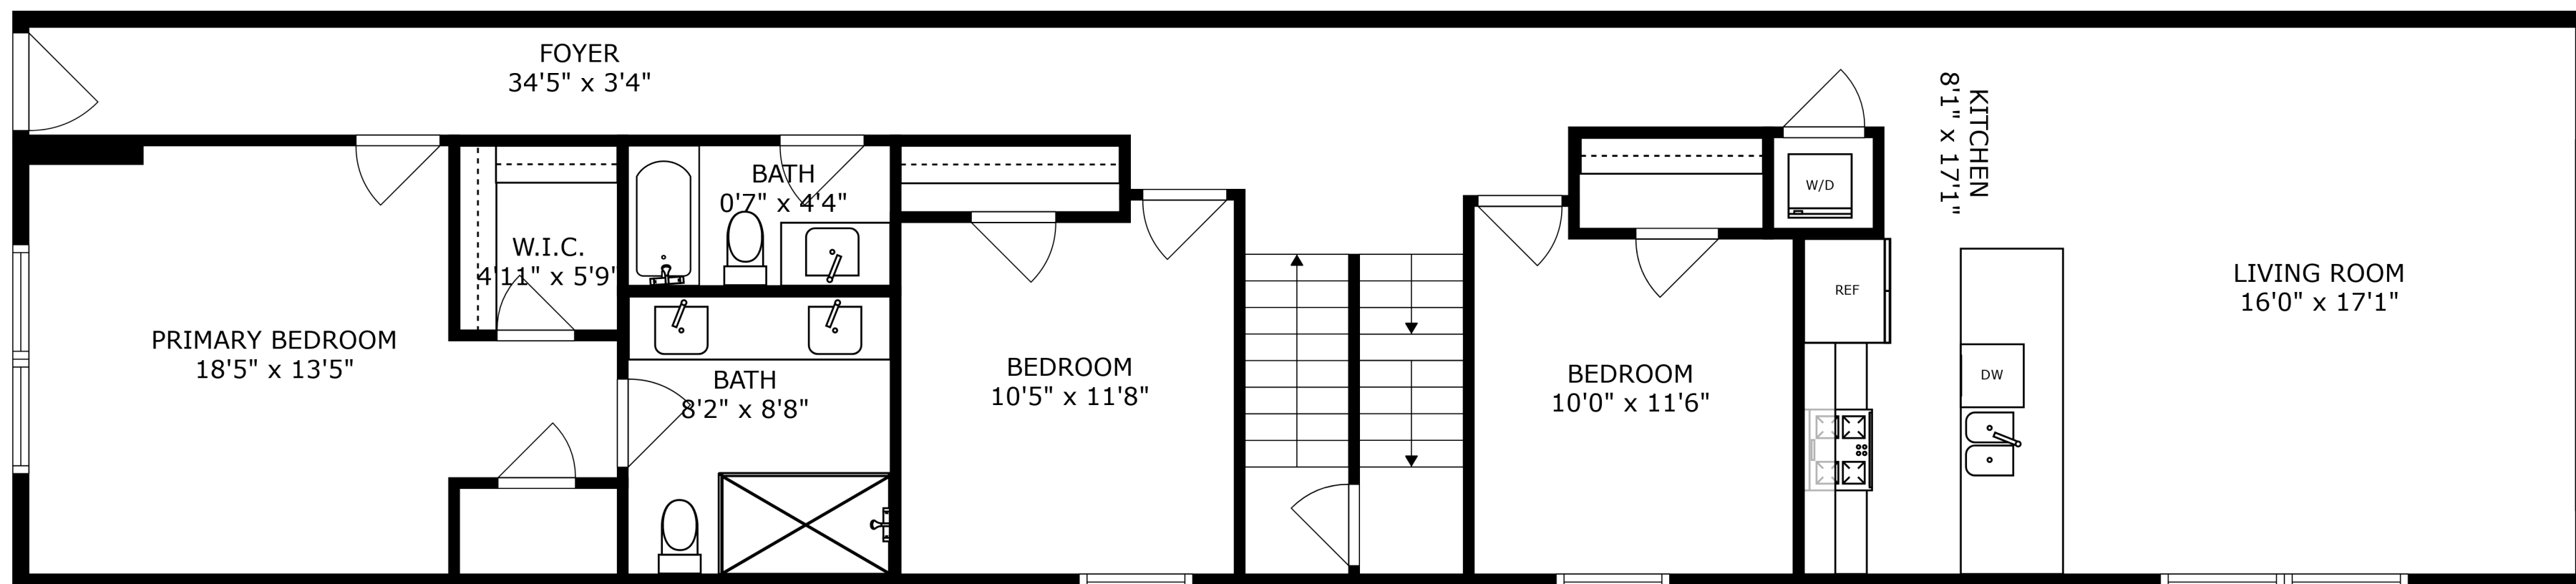 FOYER
34'5" x 3'4"
BATH
0'7" x 4'4"
W.I.C.
4'11" x 5'9"
PRIMARY BEDROOM
18'5" x 13'5"
BATH
8'2" x 8'8"
BEDROOM
10'5" x 11'8"
BEDROOM
10'0" x 11'6"
W/D
REF
KITCHEN
8'1" x 17'1"
DW
LIVING ROOM
16'0" x 17'1"